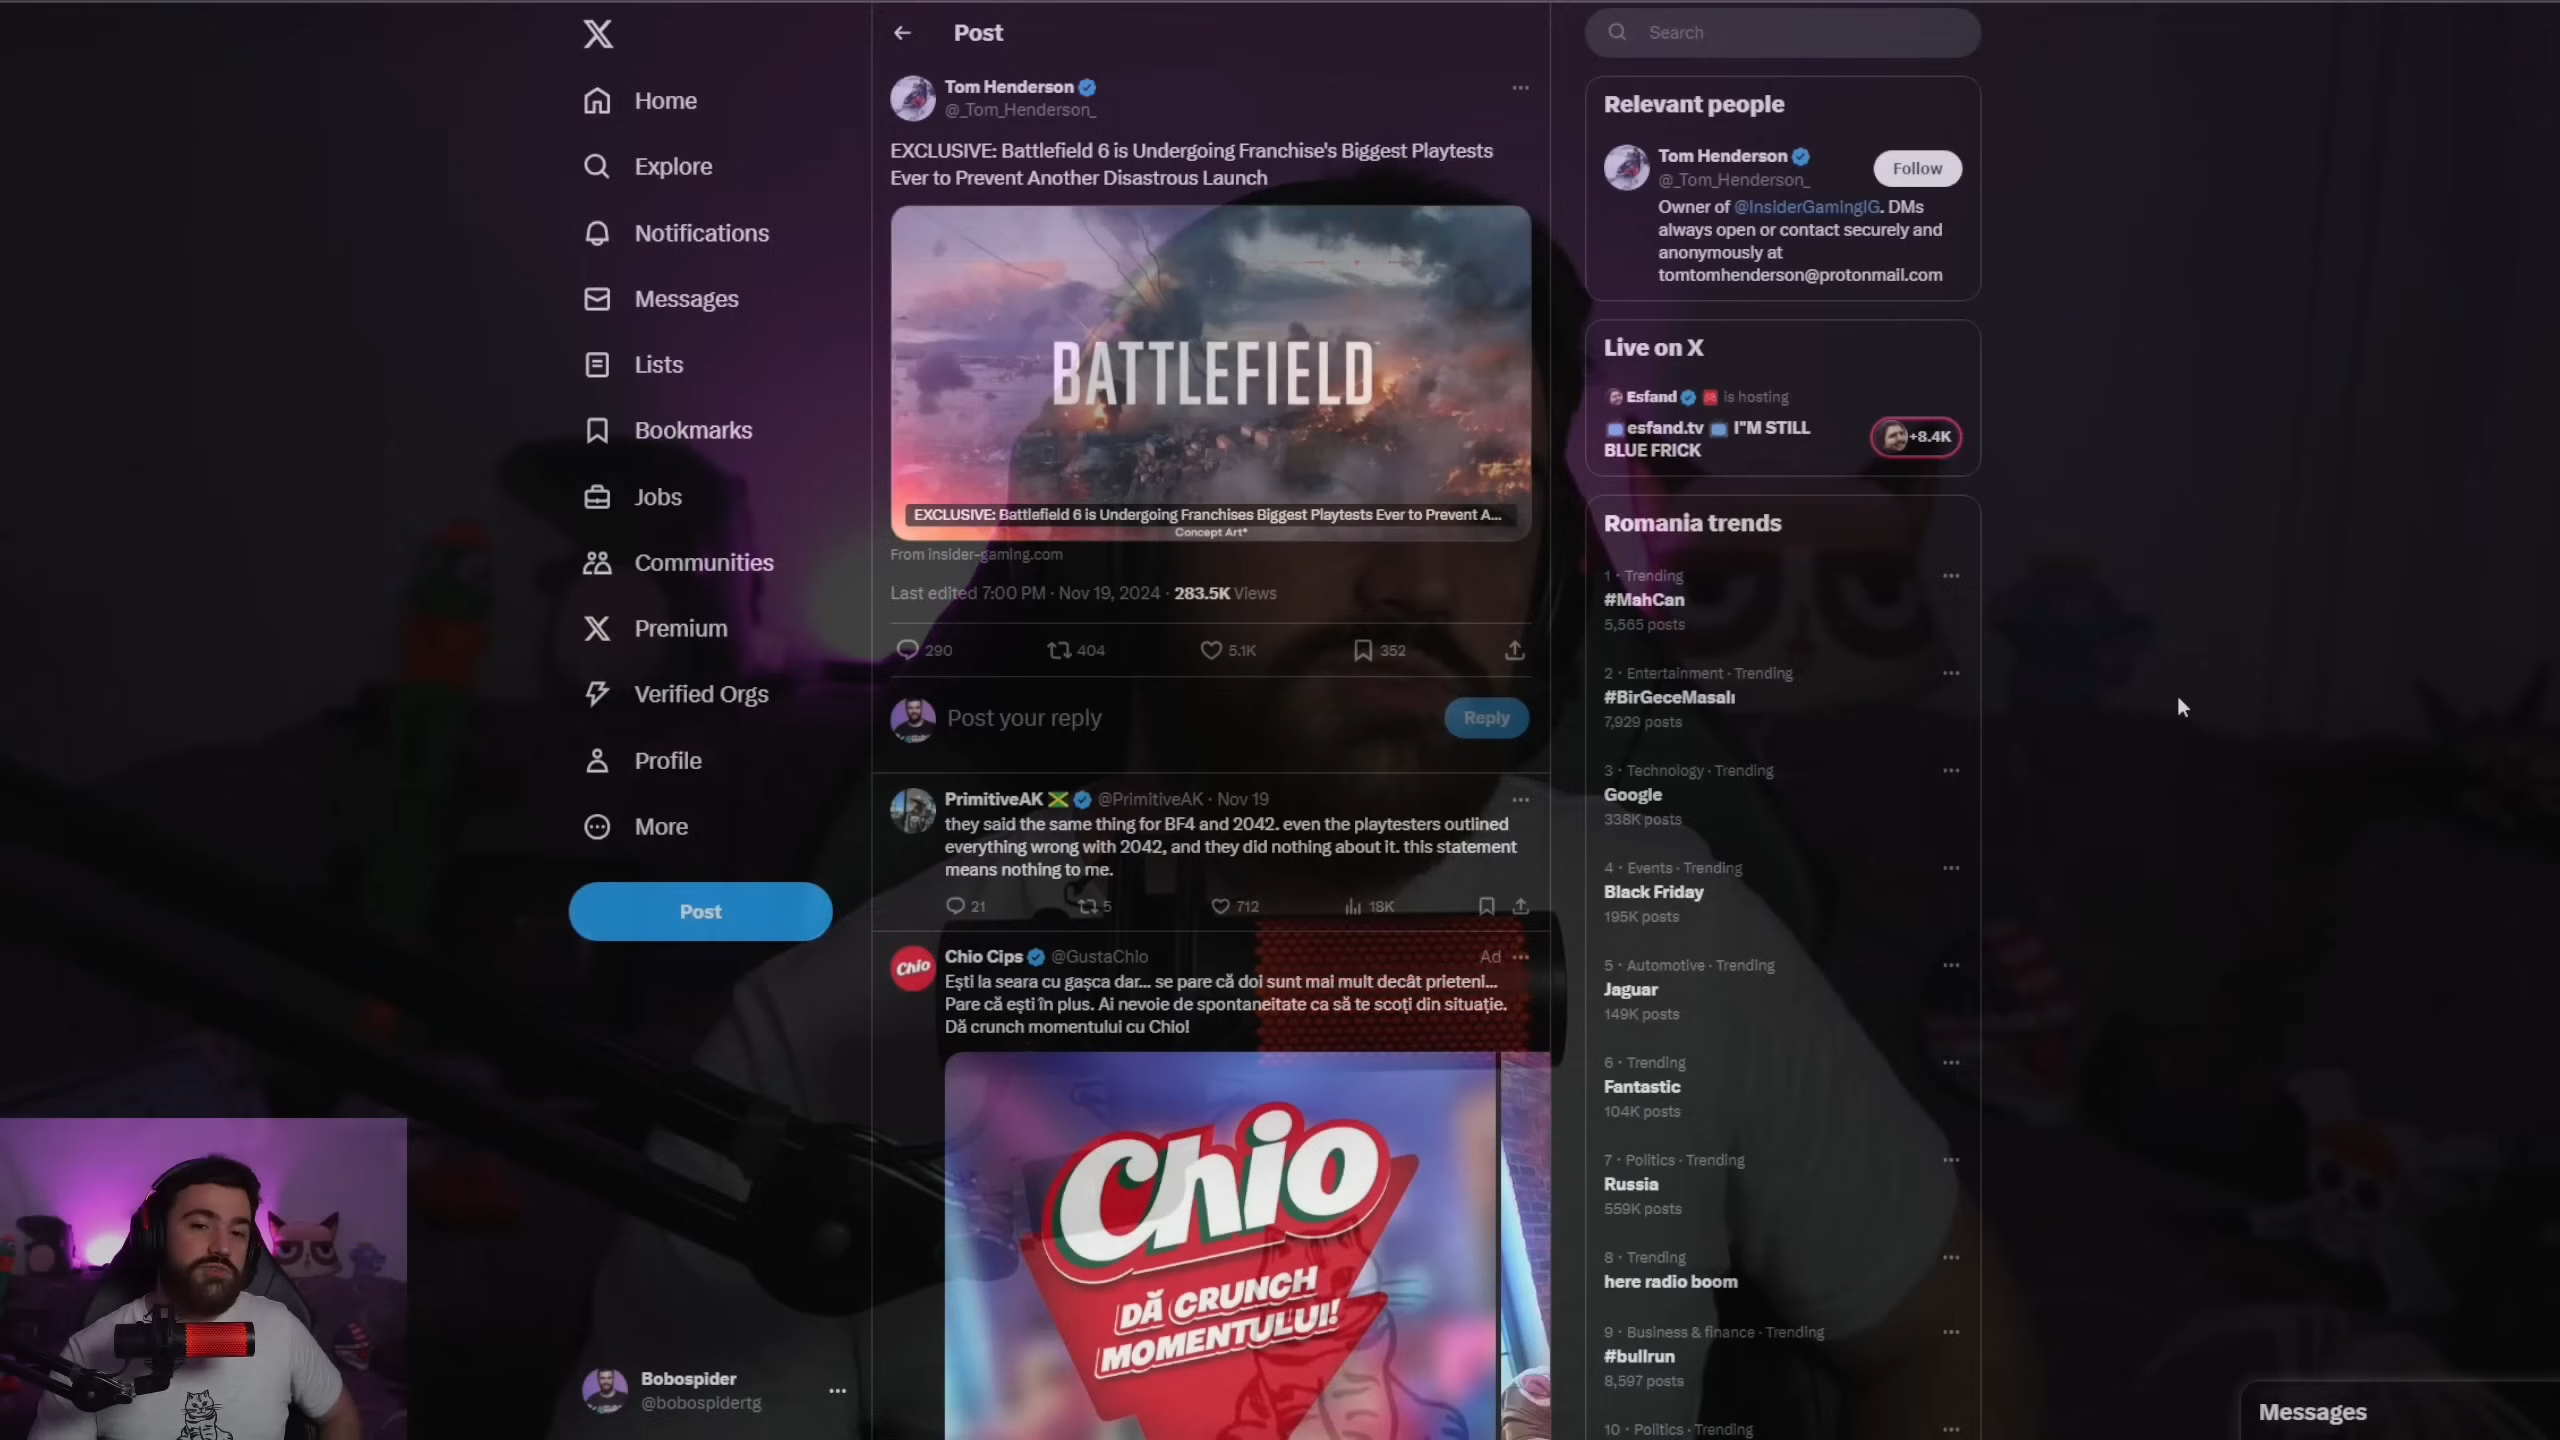 Home
Explore
Notifications
Messages
Lists
Bookmarks
Jobs
Communities
Premium
Verified Orgs
Profile
More
Post
Bobospider
@bobospidertg
Post
Tom Henderson
@_Tom_Henderson_
EXCLUSIVE: Battlefield 6 is Undergoing Franchise's Biggest Playtests
Ever to Prevent Another Disastrous Launch
BATTLEFIELD
EXCLUSIVE: Battlefield 6 is Undergoing Franchises Biggest Playtests Ever to Prevent A...
Concept Art*
From insider-gaming.com
Last edited 7:00 PM · Nov 19, 2024 · 283.5K Views
290 404 5.1K 352
Post your reply
Reply
PrimitiveAK @PrimitiveAK · Nov 19
they said the same thing for BF4 and 2042. even the playtesters outlined
everything wrong with 2042, and they did nothing about it. this statement
means nothing to me.
21 5 712 18K
Chio Cips @GustaChio Ad
Ești la seara cu gașca dar... se pare că doi sunt mai mult decât prieteni...
Pare că ești în plus. Ai nevoie de spontaneitate ca să te scoți din situație.
Dă crunch momentului cu Chio!
Chio
Chio
DĂ CRUNCH
MOMENTULUI!
Search
Relevant people
Tom Henderson
@_Tom_Henderson_
Follow
Owner of @InsiderGamingIG. DMs
always open or contact securely and
anonymously at
tomtomhenderson@protonmail.com
Live on X
Esfand is hosting
esfand.tv I"M STILL
BLUE FRICK
+8.4K
Romania trends
1 · Trending
#MahCan
5,565 posts
2 · Entertainment · Trending
#BirGeceMasalı
7,929 posts
3 · Technology · Trending
Google
338K posts
4 · Events · Trending
Black Friday
195K posts
5 · Automotive · Trending
Jaguar
149K posts
6 · Trending
Fantastic
104K posts
7 · Politics · Trending
Russia
559K posts
8 · Trending
here radio boom
9 · Business & finance · Trending
#bullrun
8,597 posts
10 · Politics · Trending
Messages